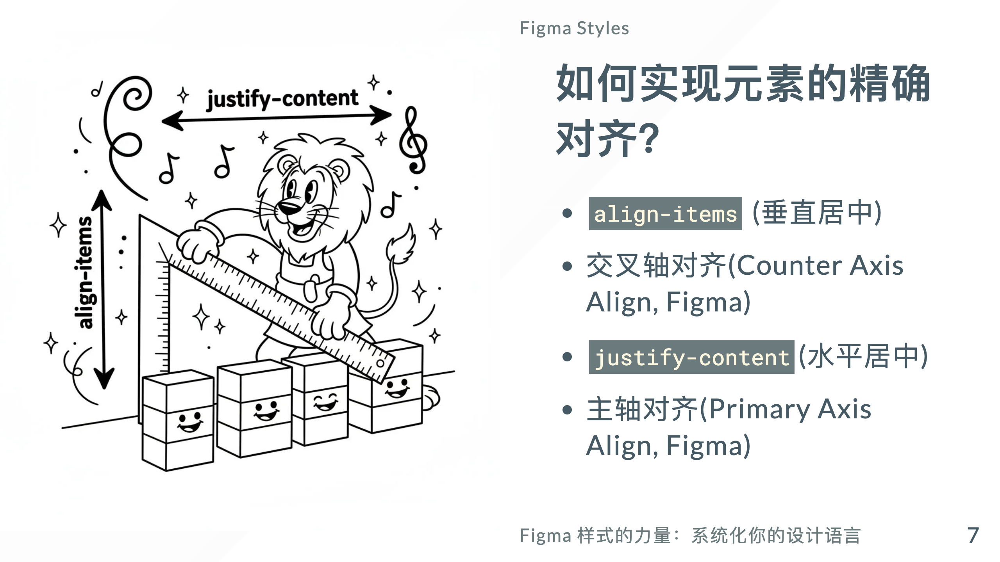 Figma Styles
justify-content
align-items
如何实现元素的精确
对齐?
align-items (垂直居中)
交叉轴对齐(Counter Axis
Align, Figma)
justify-content(水平居中)
主轴对齐(Primary Axis
Align, Figma)
Figma 样式的力量：系统化你的设计语言
7